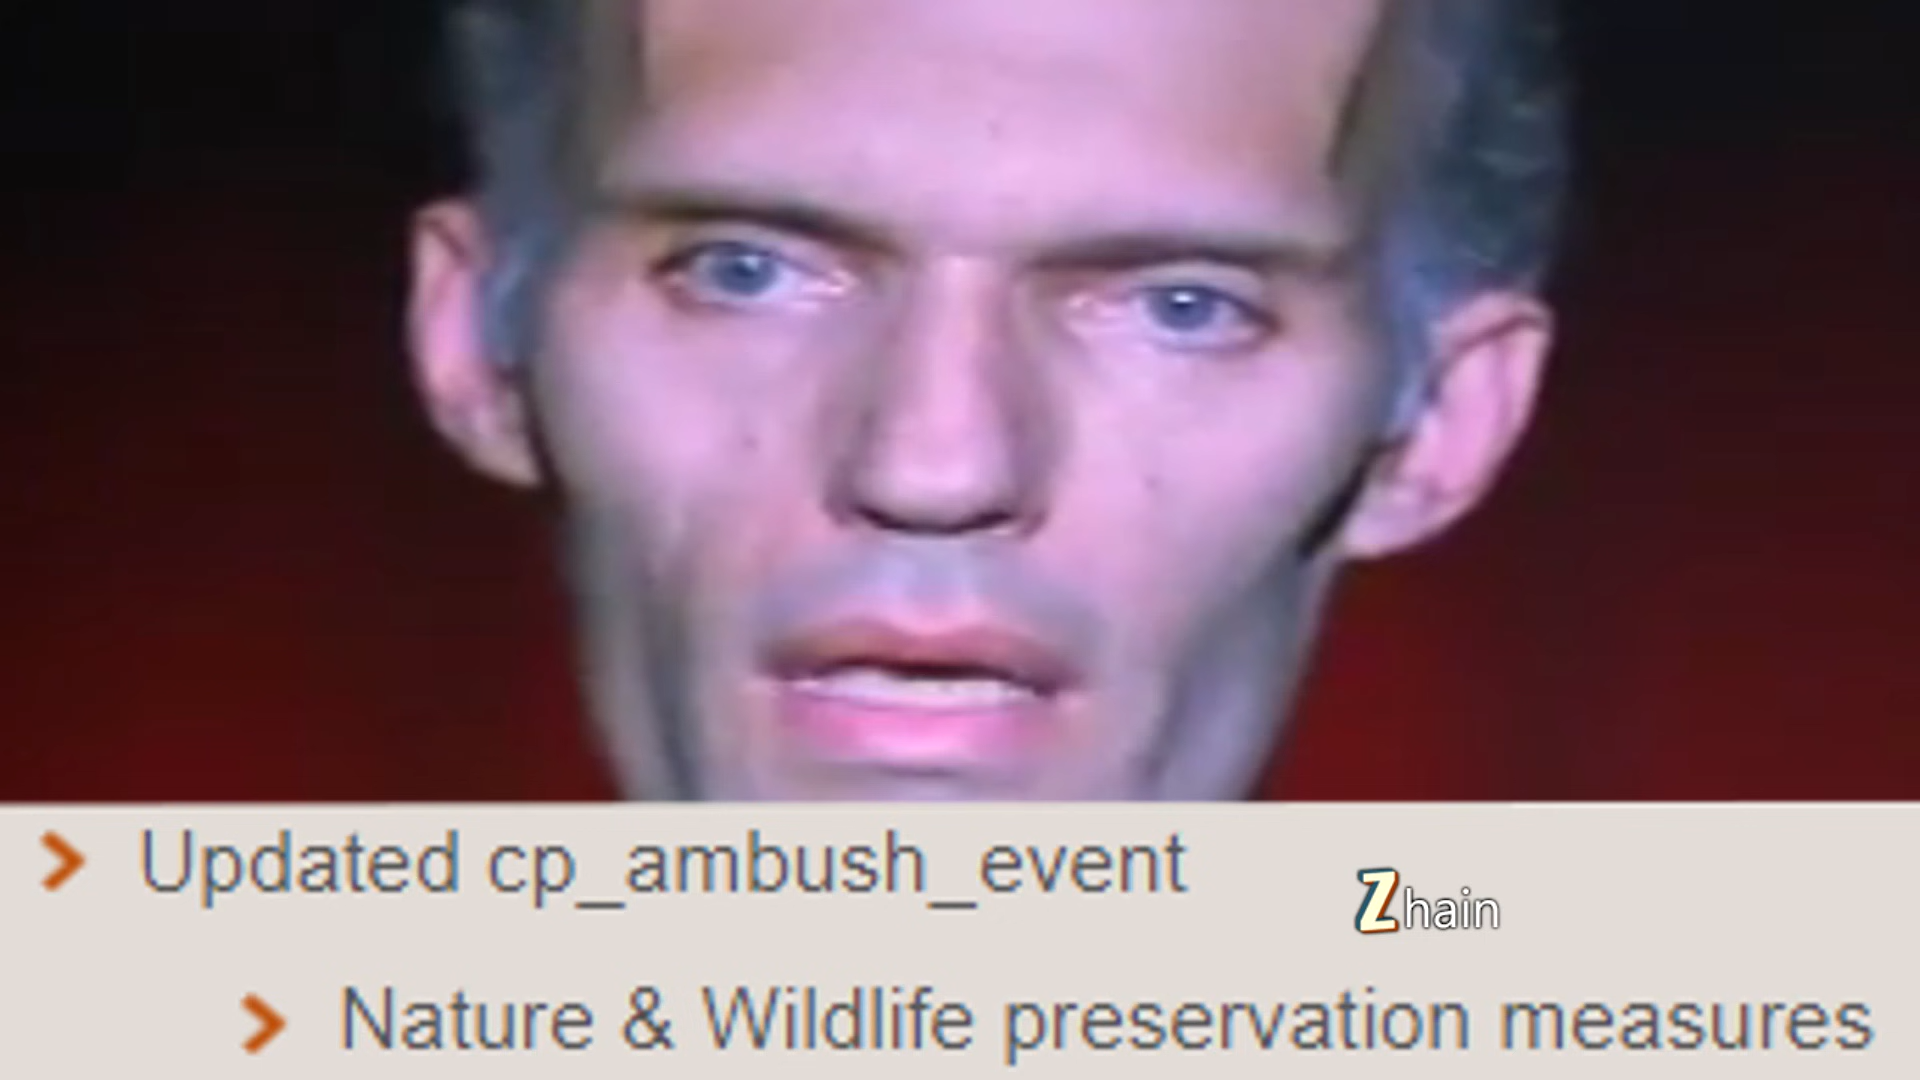 Updated cp_ambush_event
Zhain
Nature & Wildlife preservation measures